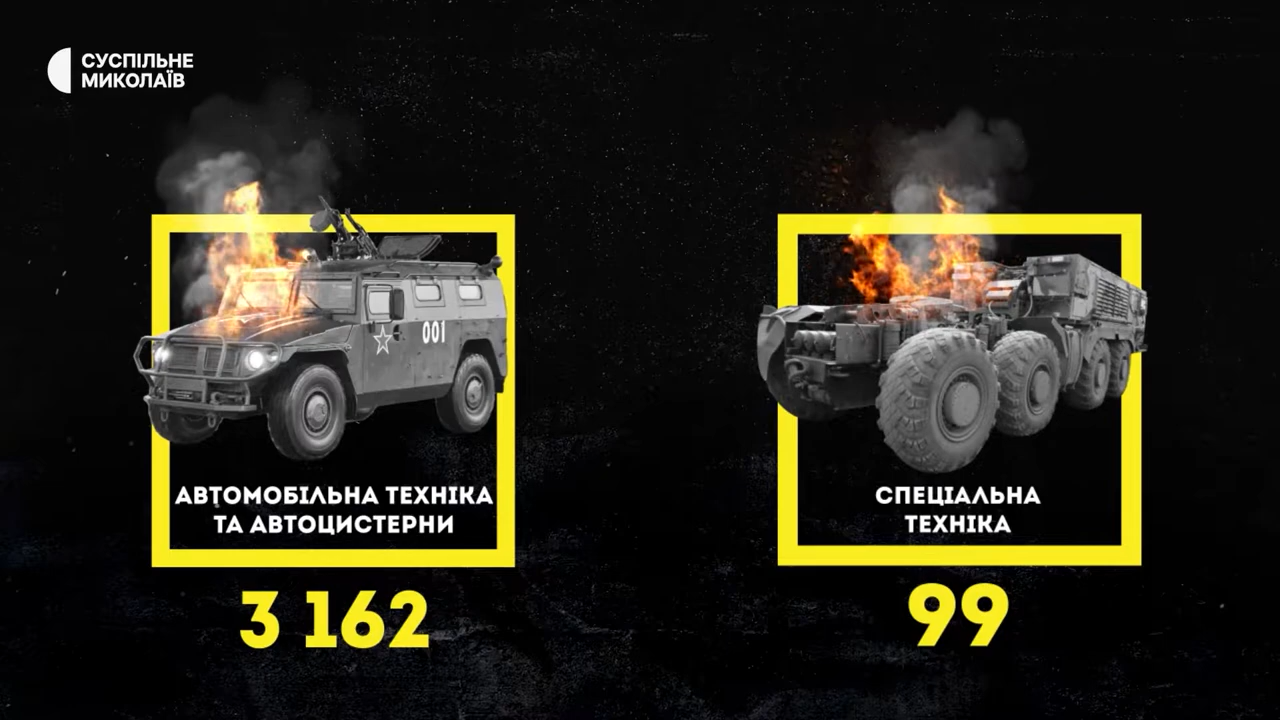 СУСПІЛЬНЕ
МИКОЛАЇВ
001
АВТОМОБІЛЬНА ТЕХНІКА
ТА АВТОЦИСТЕРНИ
3 162
СПЕЦІАЛЬНА
ТЕХНІКА
99